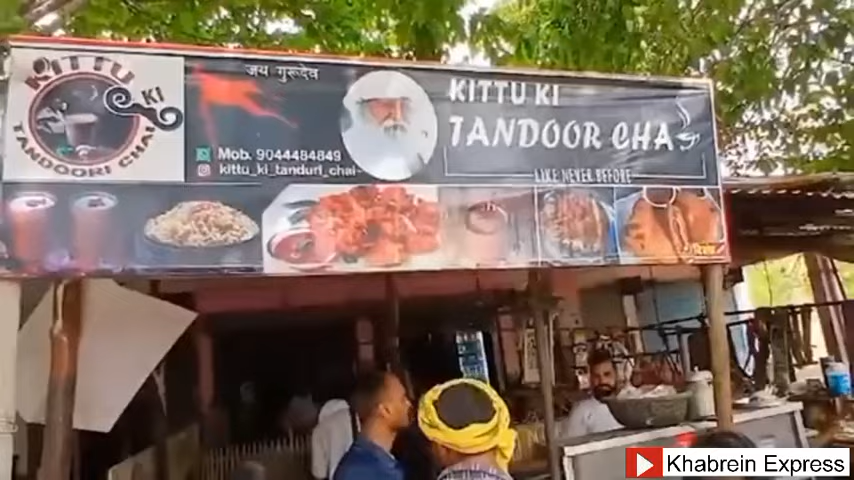 KITTU
KI
TANDOORI CHAI
जय गुरूदेव
Mob. 9044484849
kittu_ki_tanduri_chai-
KITTU KI
TANDOOR CHA
LIKE NEVER BEFORE
Khabrein Express